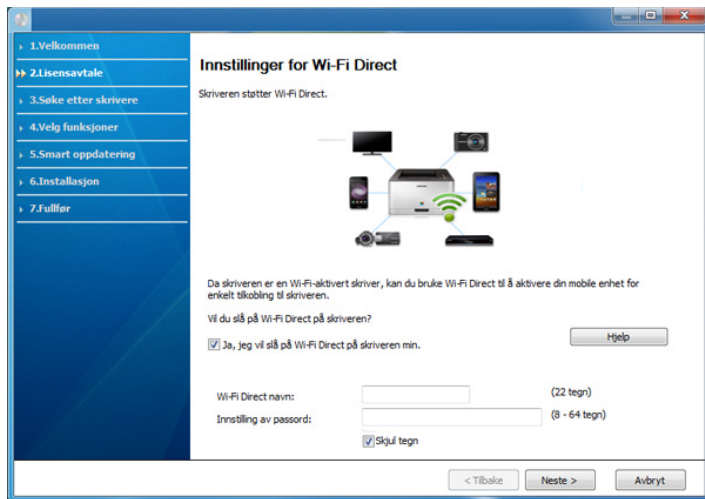 1.Velkommen
2.Lisensavtale
3.Søke etter skrivere
4.Velg funksjoner
5.Smart oppdatering
6.Installasjon
7.Fullfør
Innstillinger for Wi-Fi Direct
Skriveren støtter Wi-Fi Direct.
Da skriveren er en Wi-Fi-aktivert skriver, kan du bruke Wi-Fi Direct til å aktivere din mobile enhet for
enkelt tilkobling til skriveren.
Vil du slå på Wi-Fi Direct på skriveren?
Ja, jeg vil slå på Wi-Fi Direct på skriveren min.
Hjelp
Wi-Fi Direct navn: (22 tegn)
Innstilling av passord: (8 - 64 tegn)
Skjul tegn
< Tilbake Neste > Avbryt